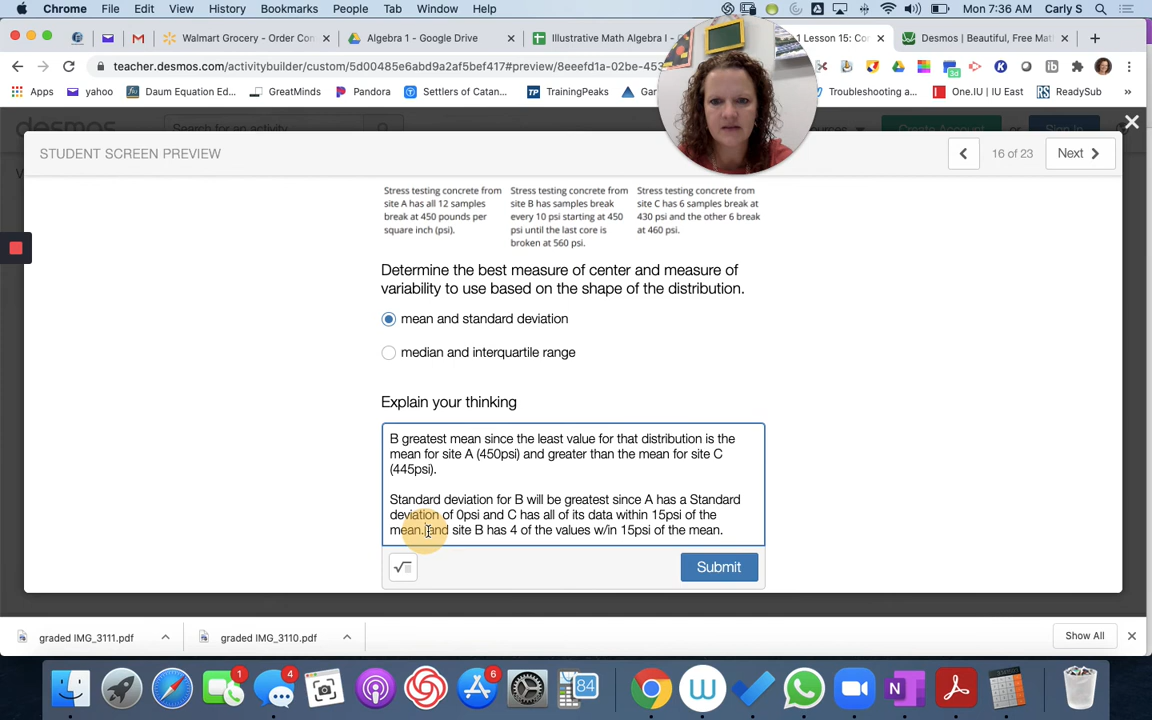 Chrome File Edit View History Bookmarks People Tab Window Help Mon 7:36 AM Carly S
Walmart Grocery - Order Con
Algebra 1 - Google Drive
Illustrative Math Algebra I -
1 Lesson 15: Co
Desmos | Beautiful, Free Mat
teacher.desmos.com/activitybuilder/custom/5d00485e6abd9a2af5bef417#preview/8eeefd1a-02be-453
Apps yahoo Daum Equation Ed... GreatMinds Pandora Settlers of Catan... TrainingPeaks Troubleshooting a... One.IU | IU East ReadySub
STUDENT SCREEN PREVIEW
16 of 23
Next
Stress testing concrete from site A has all 12 samples break at 450 pounds per square inch (psi).
Stress testing concrete from site B has samples break every 10 psi starting at 450 psi until the last core is broken at 560 psi.
Stress testing concrete from site C has 6 samples break at 430 psi and the other 6 break at 460 psi.
Determine the best measure of center and measure of
variability to use based on the shape of the distribution.
mean and standard deviation
median and interquartile range
Explain your thinking
B greatest mean since the least value for that distribution is the
mean for site A (450psi) and greater than the mean for site C
(445psi).
Standard deviation for B will be greatest since A has a Standard
deviation of 0psi and C has all of its data within 15psi of the
mean. and site B has 4 of the values w/in 15psi of the mean.
Submit
graded IMG_3111.pdf
graded IMG_3110.pdf
Show All
1
4
6
84